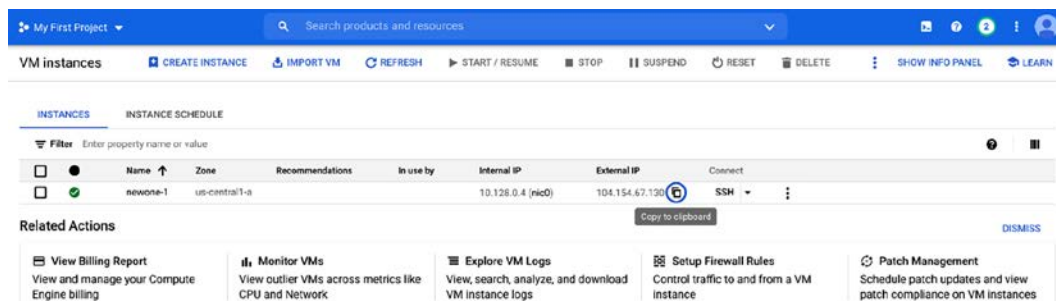 My First Project
Search products and resources
2
VM instances
CREATE INSTANCE
IMPORT VM
REFRESH
START / RESUME
STOP
SUSPEND
RESET
DELETE
SHOW INFO PANEL
LEARN
INSTANCES
INSTANCE SCHEDULE
Filter Enter property name or value
Name Zone Recommendations In use by Internal IP External IP Connect
newone-1 us-central1-a 10.128.0.4 (nic0) 104.154.67.130 SSH
Copy to clipboard
Related Actions
DISMISS
View Billing Report
View and manage your Compute
Engine billing
Monitor VMs
View outlier VMs across metrics like
CPU and Network
Explore VM Logs
View, search, analyze, and download
VM instance logs
Setup Firewall Rules
Control traffic to and from a VM
instance
Patch Management
Schedule patch updates and view
patch compliance on VM instances